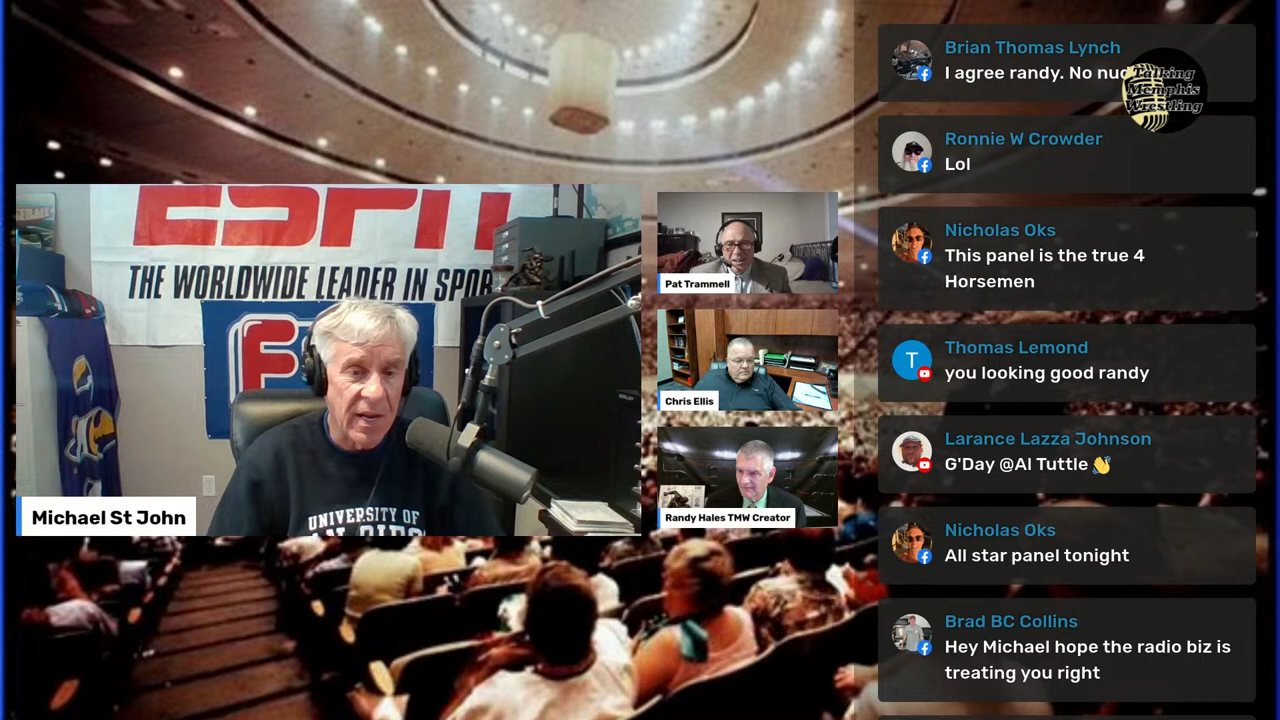 THE WORLDWIDE LEADER IN SPOR
UNIVERSITY OF
Michael St John
Pat Trammell
Chris Ellis
Randy Hales TMW Creator
Talking
Memphis
Wrestling
Brian Thomas Lynch
I agree randy. No
Ronnie W Crowder
Lol
Nicholas Oks
This panel is the true 4
Horsemen
T
Thomas Lemond
you looking good randy
Larance Lazza Johnson
G'Day @Al Tuttle 👋
Nicholas Oks
All star panel tonight
Brad BC Collins
Hey Michael hope the radio biz is
treating you right